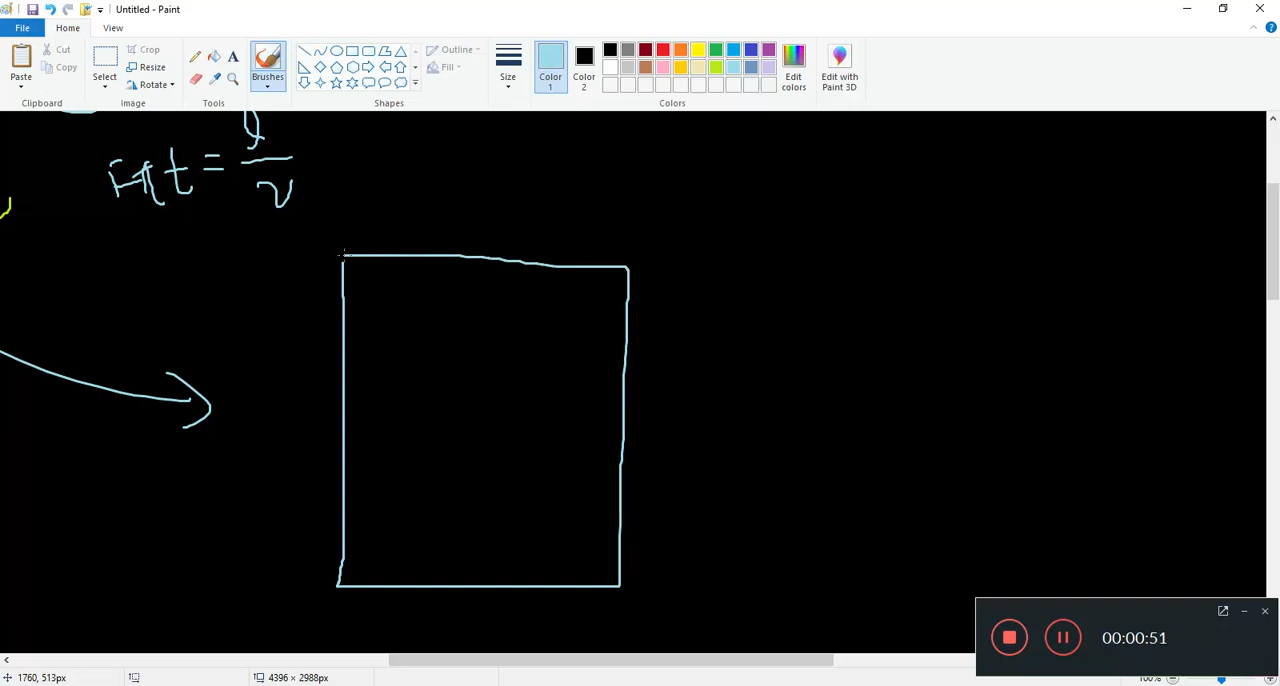 Untitled - Paint
File Home View
Paste
Cut
Copy
Clipboard
Select
Crop
Resize
Rotate
Image
Tools
Brushes
Shapes
Outline
Fill
Size
Color 1
Color 2
Edit colors
Edit with Paint 3D
Colors
t =
00:00:51
1760, 513px
4396 × 2988px
100%